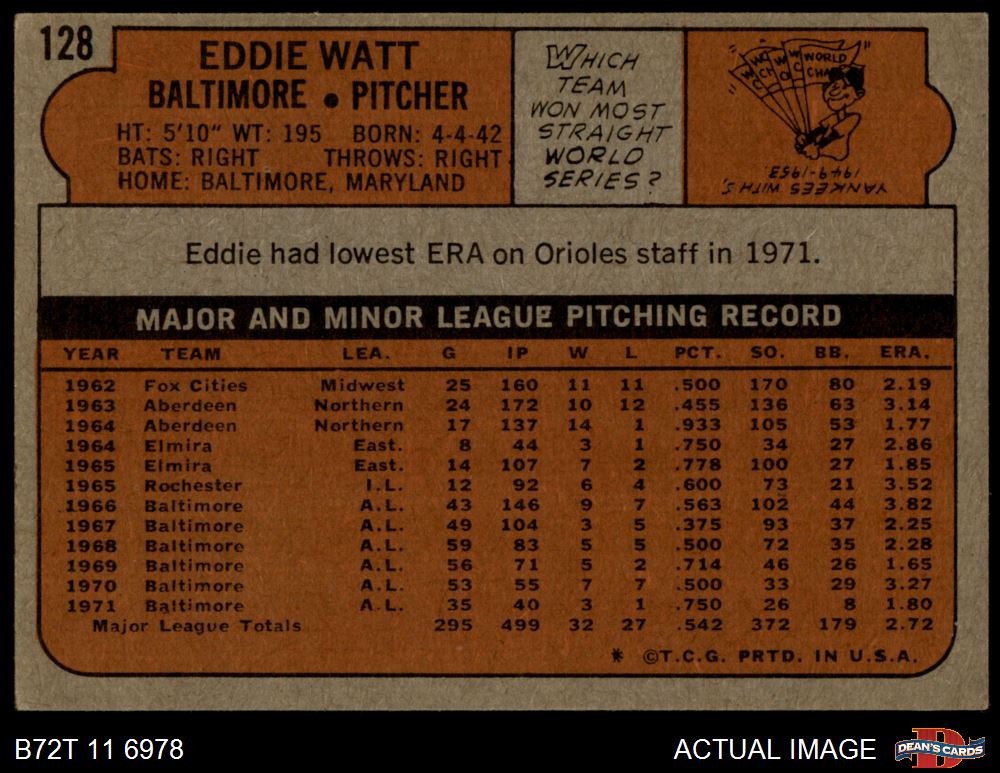 128
EDDIE WATT
BALTIMORE • PITCHER
HT: 5'10" WT: 195 BORN: 4-4-42
BATS: RIGHT THROWS: RIGHT
HOME: BALTIMORE, MARYLAND
WHICH
TEAM
WON MOST
STRAIGHT
WORLD
SERIES?
WORLD
CHA
YANKEES WITH 5,
1949-1953.
Eddie had lowest ERA on Orioles staff in 1971.
MAJOR AND MINOR LEAGUE PITCHING RECORD
YEAR TEAM LEA. G IP W L PCT. SO. BB. ERA.
1962 Fox Cities Midwest 25 160 11 11 .500 170 80 2.19
1963 Aberdeen Northern 24 172 10 12 .455 136 63 3.14
1964 Aberdeen Northern 17 137 14 1 .933 105 53 1.77
1964 Elmira East. 8 44 3 1 .750 34 27 2.86
1965 Elmira East. 14 107 7 2 .778 100 27 1.85
1965 Rochester I.L. 12 92 6 4 .600 73 21 3.52
1966 Baltimore A.L. 43 146 9 7 .563 102 44 3.82
1967 Baltimore A.L. 49 104 3 5 .375 93 37 2.25
1968 Baltimore A.L. 59 83 5 5 .500 72 35 2.28
1969 Baltimore A.L. 56 71 5 2 .714 46 26 1.65
1970 Baltimore A.L. 53 55 7 7 .500 33 29 3.27
1971 Baltimore A.L. 35 40 3 1 .750 26 8 1.80
Major League Totals 295 499 32 27 .542 372 179 2.72
* ©T.C.G. PRTD. IN U.S.A.
B72T 11 6978
ACTUAL IMAGE
D
DEAN'S CARDS